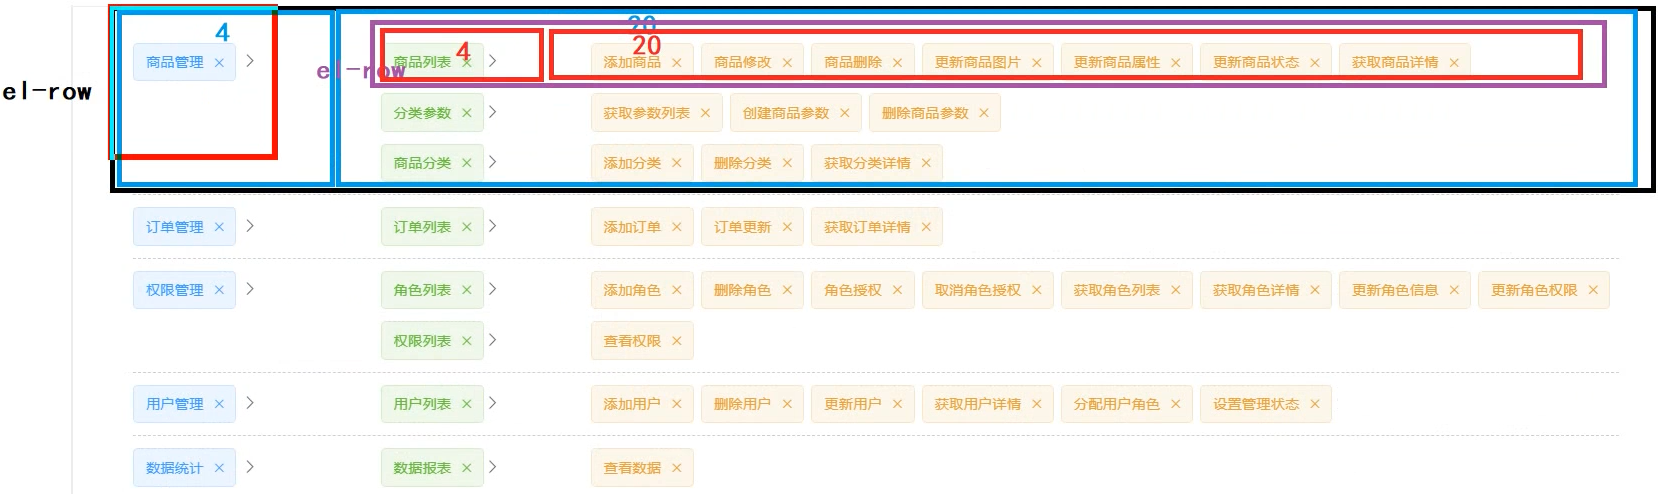 4 20
商品管理 × > 商品列表 × > 添加商品 × 商品修改 × 商品删除 × 更新商品图片 × 更新商品属性 × 更新商品状态 × 获取商品详情 ×
4 20
el-row
el-row
分类参数 × > 获取参数列表 × 创建商品参数 × 删除商品参数 ×
商品分类 × > 添加分类 × 删除分类 × 获取分类详情 ×
订单管理 × > 订单列表 × > 添加订单 × 订单更新 × 获取订单详情 ×
权限管理 × > 角色列表 × > 添加角色 × 删除角色 × 角色授权 × 取消角色授权 × 获取角色列表 × 获取角色详情 × 更新角色信息 × 更新角色权限 ×
权限列表 × > 查看权限 ×
用户管理 × > 用户列表 × > 添加用户 × 删除用户 × 更新用户 × 获取用户详情 × 分配用户角色 × 设置管理状态 ×
数据统计 × > 数据报表 × > 查看数据 ×